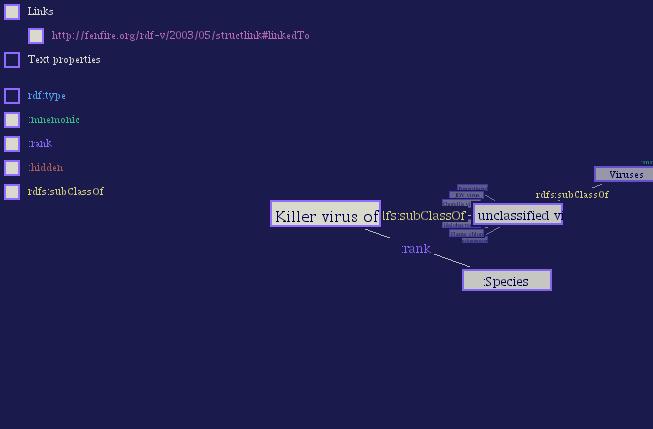 Links
http://fenfire.org/rdf-v/2003/05/structlink#linkedTo
Text properties
rdf:type
:mnemonic
:rank
:hidden
rdfs:subClassOf
Viruses
rdfs:subClassOf
Killer virus of
dfs:subClassOf
unclassified vi
:rank
:Species